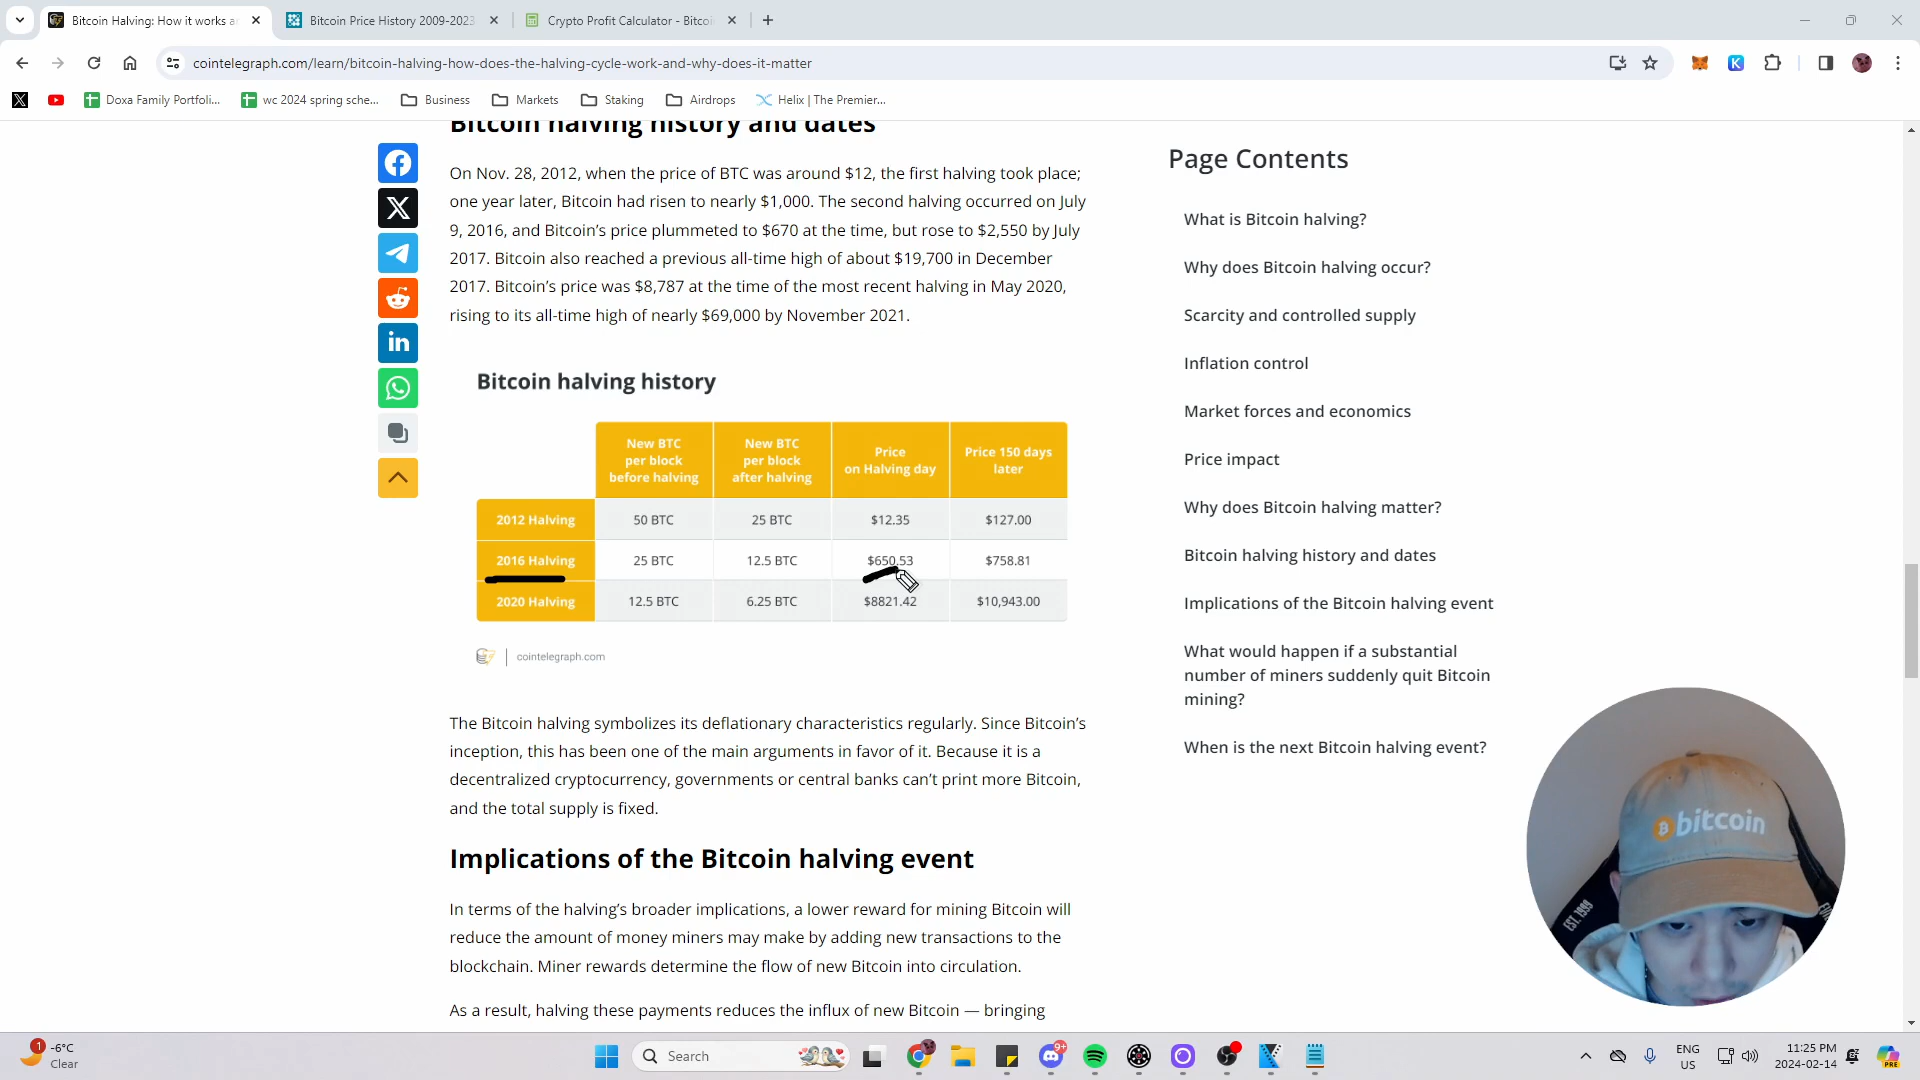 Bitcoin Halving: How it works a
Bitcoin Price History 2009-2023
Crypto Profit Calculator - Bitcoi
cointelegraph.com/learn/bitcoin-halving-how-does-the-halving-cycle-work-and-why-does-it-matter
Doxa Family Portfoli...
wc 2024 spring sche...
Business
Markets
Staking
Airdrops
Helix | The Premier...
Bitcoin halving history and dates
On Nov. 28, 2012, when the price of BTC was around $12, the first halving took place;
one year later, Bitcoin had risen to nearly $1,000. The second halving occurred on July
9, 2016, and Bitcoin’s price plummeted to $670 at the time, but rose to $2,550 by July
2017. Bitcoin also reached a previous all-time high of about $19,700 in December
2017. Bitcoin’s price was $8,787 at the time of the most recent halving in May 2020,
rising to its all-time high of nearly $69,000 by November 2021.
Bitcoin halving history
New BTC per block before halving
New BTC per block after halving
Price on Halving day
Price 150 days later
2012 Halving 50 BTC 25 BTC $12.35 $127.00
2016 Halving 25 BTC 12.5 BTC $650.53 $758.81
2020 Halving 12.5 BTC 6.25 BTC $8821.42 $10,943.00
cointelegraph.com
The Bitcoin halving symbolizes its deflationary characteristics regularly. Since Bitcoin’s
inception, this has been one of the main arguments in favor of it. Because it is a
decentralized cryptocurrency, governments or central banks can’t print more Bitcoin,
and the total supply is fixed.
Implications of the Bitcoin halving event
In terms of the halving’s broader implications, a lower reward for mining Bitcoin will
reduce the amount of money miners may make by adding new transactions to the
blockchain. Miner rewards determine the flow of new Bitcoin into circulation.
As a result, halving these payments reduces the influx of new Bitcoin — bringing
Page Contents
What is Bitcoin halving?
Why does Bitcoin halving occur?
Scarcity and controlled supply
Inflation control
Market forces and economics
Price impact
Why does Bitcoin halving matter?
Bitcoin halving history and dates
Implications of the Bitcoin halving event
What would happen if a substantial
number of miners suddenly quit Bitcoin
mining?
When is the next Bitcoin halving event?
bitcoin
EST. 1999
1
-6°C
Clear
Search
9+
ENG
US
11:25 PM
2024-02-14
PRE